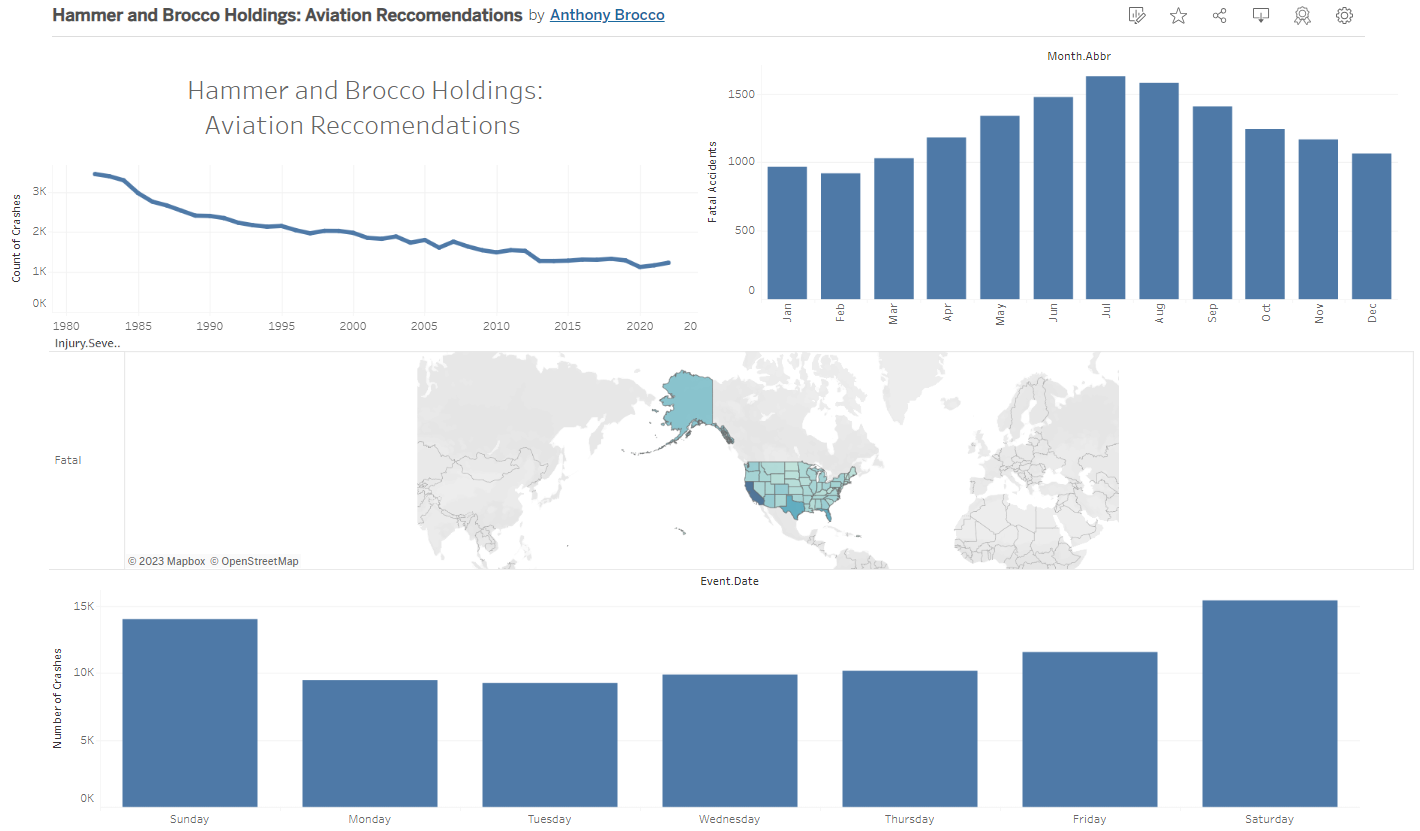 Hammer and Brocco Holdings: Aviation Reccomendations by Anthony Brocco
Hammer and Brocco Holdings:
Aviation Reccomendations
Count of Crashes
3K
2K
1K
0K
1980 1985 1990 1995 2000 2005 2010 2015 2020 20
Month.Abbr
Fatal Accidents
1500
1000
500
0
Jan Feb Mar Apr May Jun Jul Aug Sep Oct Nov Dec
Injury.Seve..
Fatal
© 2023 Mapbox © OpenStreetMap
Event.Date
Number of Crashes
15K
10K
5K
0K
Sunday Monday Tuesday Wednesday Thursday Friday Saturday